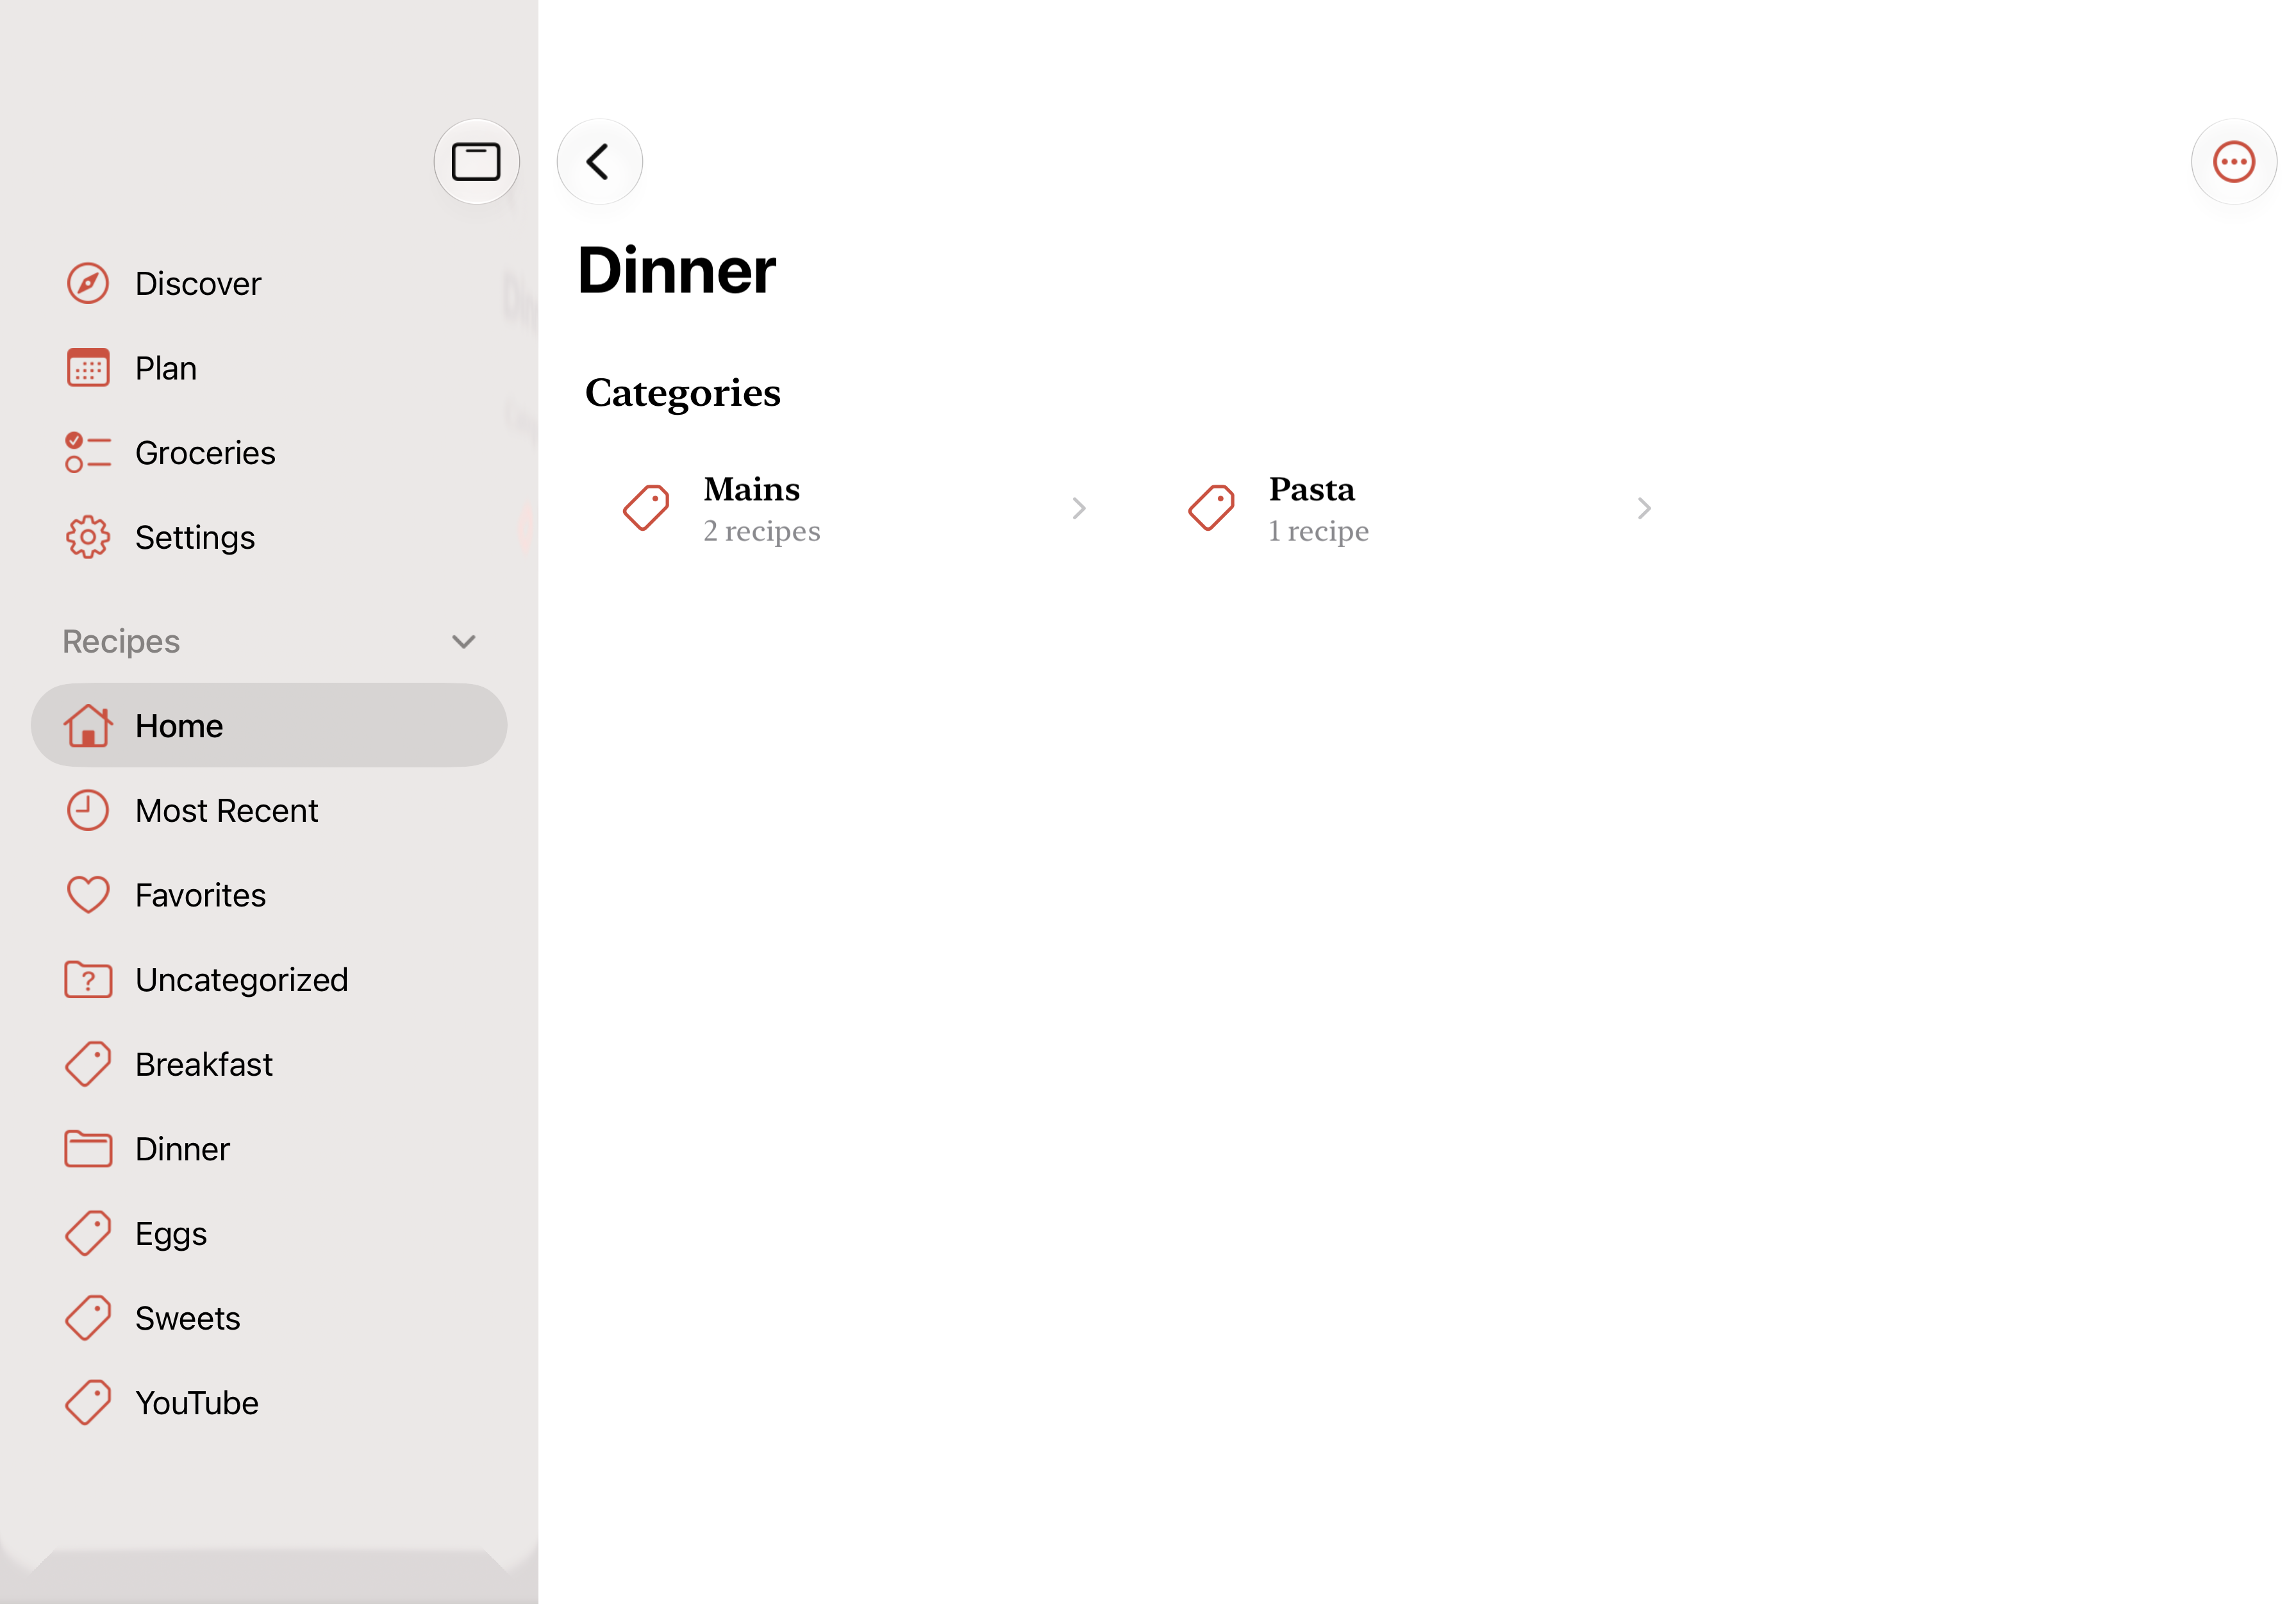 Discover
Plan
Groceries
Settings
Recipes
Home
Most Recent
Favorites
Uncategorized
Breakfast
Dinner
Eggs
Sweets
YouTube
Dinner
Categories
Mains
2 recipes
Pasta
1 recipe